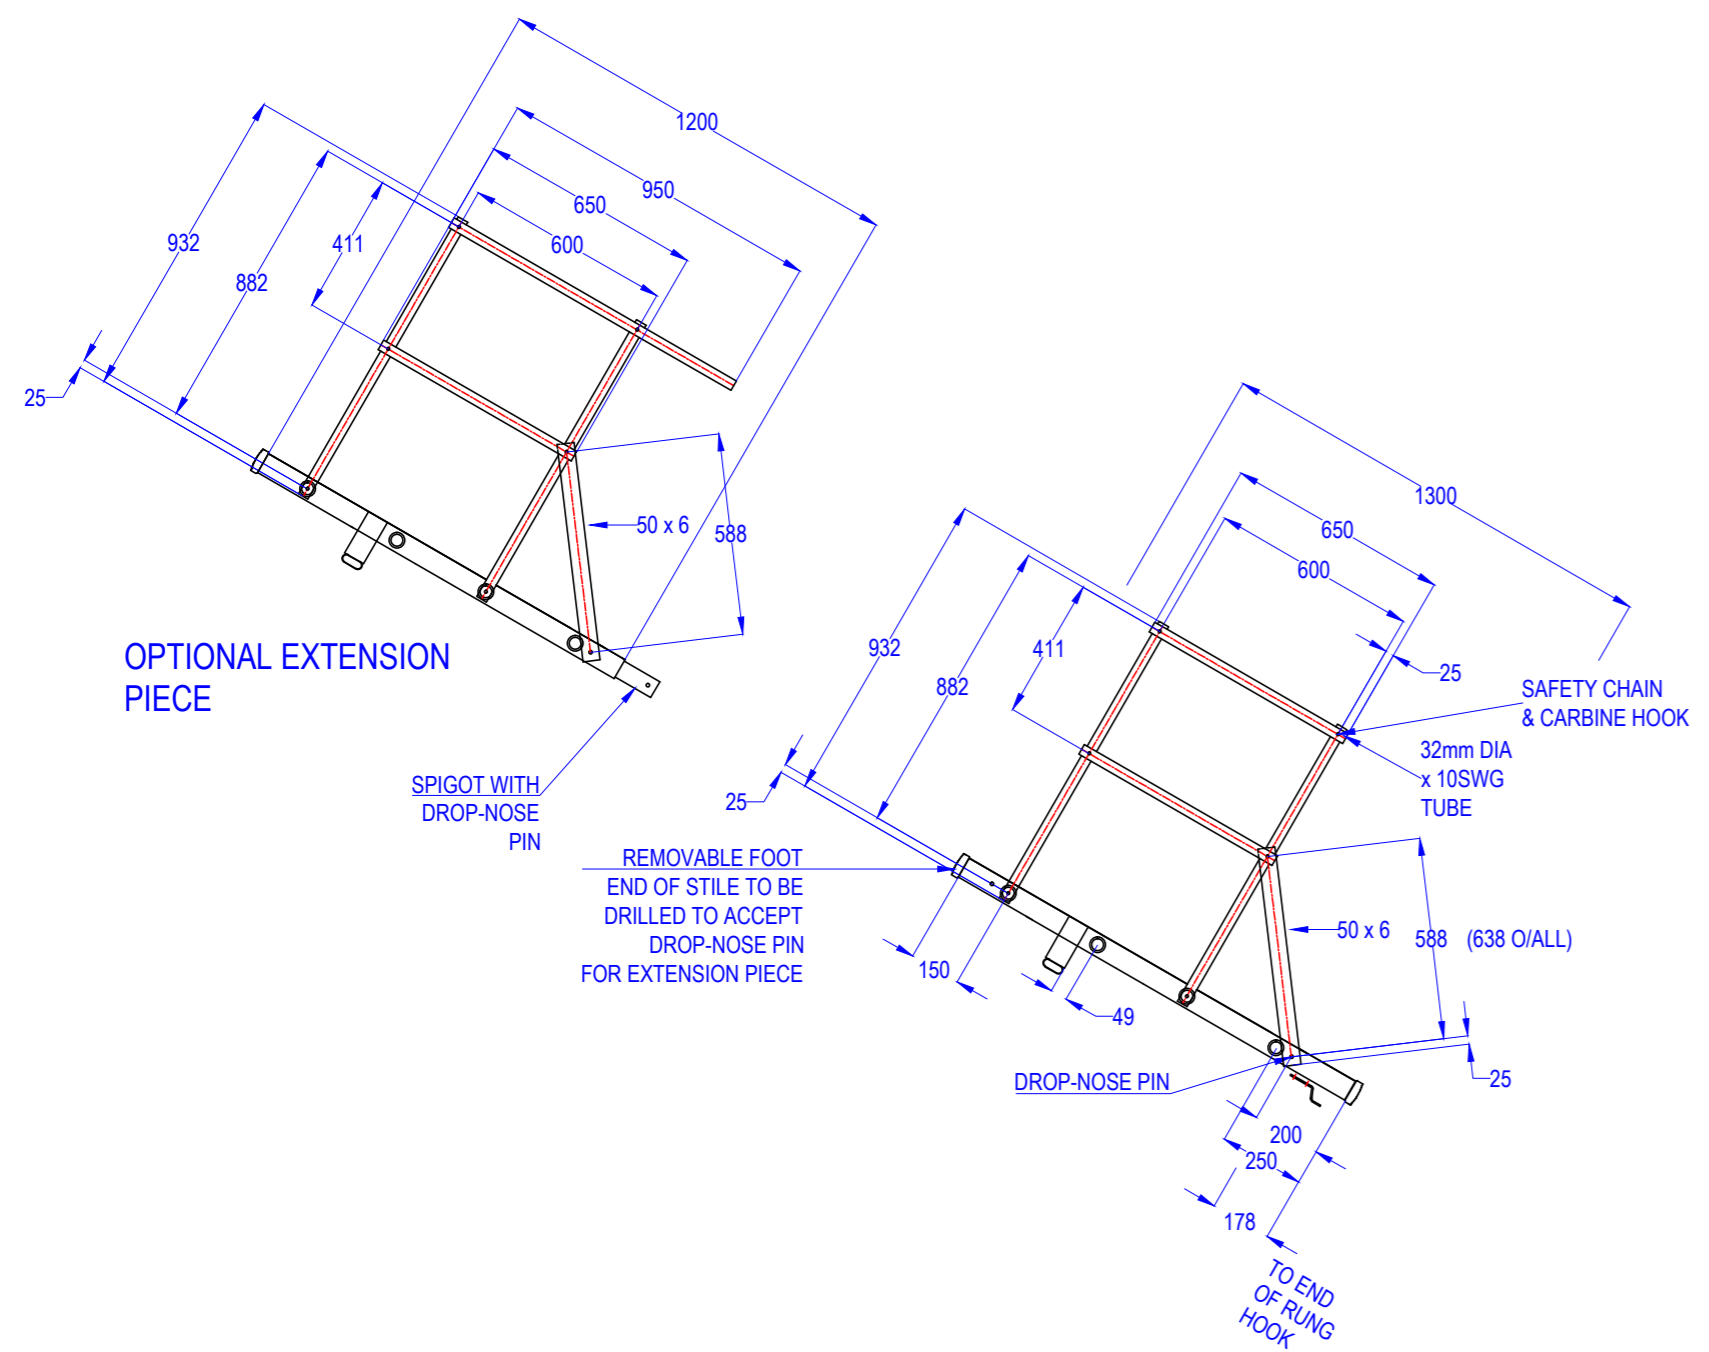 1200
950
650
600
932
882
411
25
50 x 6
588
OPTIONAL EXTENSION
PIECE
SPIGOT WITH
DROP-NOSE
PIN
1300
650
600
932
882
411
25
25
SAFETY CHAIN
& CARBINE HOOK
32mm DIA
x 10SWG
TUBE
REMOVABLE FOOT
END OF STILE TO BE
DRILLED TO ACCEPT
DROP-NOSE PIN
FOR EXTENSION PIECE
50 x 6
588 (638 O/ALL)
150
49
DROP-NOSE PIN
25
200
250
178
TO END
OF RUNG
HOOK